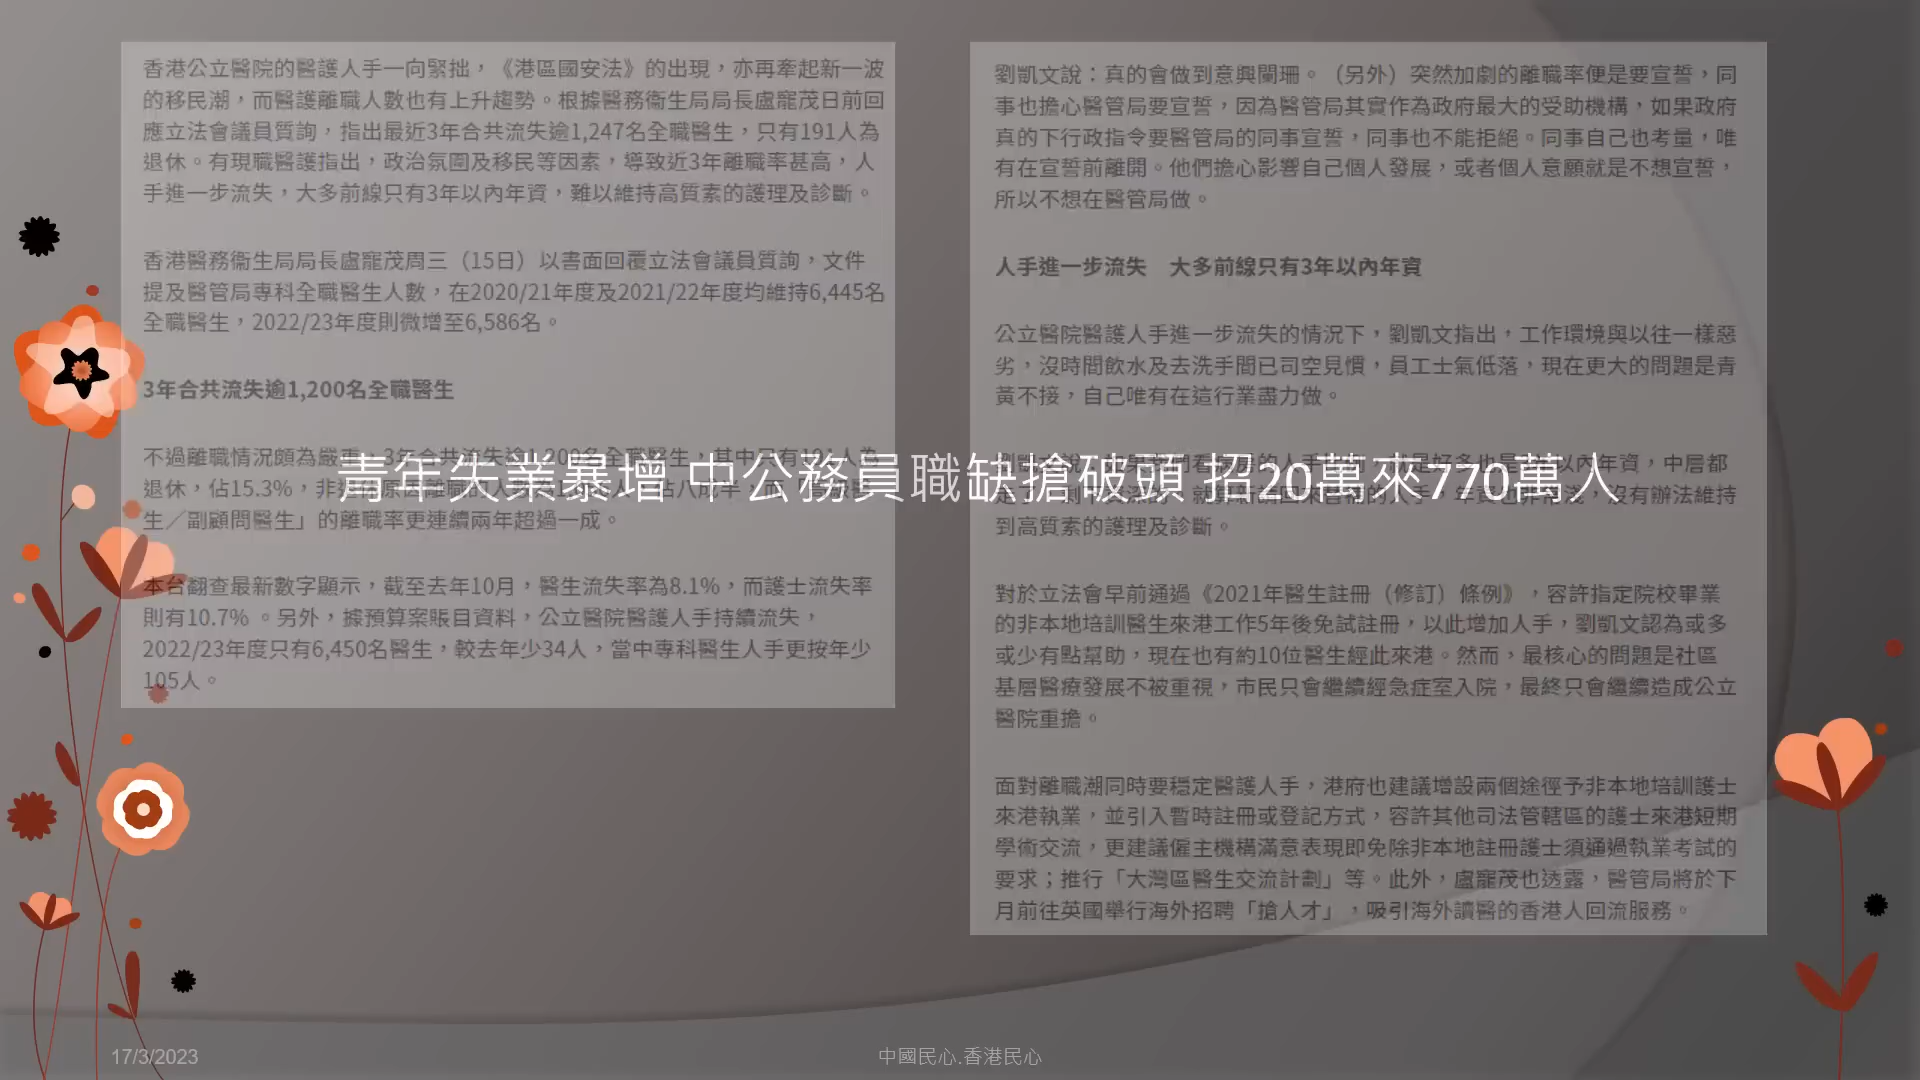 香港公立醫院的醫護人手一向緊拙，《港區國安法》的出現，亦再牽起新一波
的移民潮，而醫護離職人數也有上升趨勢。根據醫務衞生局局長盧寵茂日前回
應立法會議員質詢，指出最近3年合共流失逾1,247名全職醫生，只有191人為
退休。有現職醫護指出，政治氛圍及移民等因素，導致近3年離職率甚高，人
手進一步流失，大多前線只有3年以內年資，難以維持高質素的護理及診斷。
香港醫務衞生局局長盧寵茂周三（15日）以書面回覆立法會議員質詢，文件
提及醫管局專科全職醫生人數，在2020/21年度及2021/22年度均維持6,445名
全職醫生，2022/23年度則微增至6,586名。
3年合共流失逾1,200名全職醫生
不過離職情況頗為嚴重，3年合共流失逾1,200名全職醫生，其中只有191人為
退休，佔15.3%，非
生／副顧問醫生」的離職率更連續兩年超過一成。
本台翻查最新數字顯示，截至去年10月，醫生流失率為8.1%，而護士流失率
則有10.7% 。另外，據預算案賬目資料，公立醫院醫護人手持續流失，
2022/23年度只有6,450名醫生，較去年少34人，當中專科醫生人手更按年少
105人。
劉凱文說：真的會做到意興闌珊。（另外）突然加劇的離職率便是要宣誓，同
事也擔心醫管局要宣誓，因為醫管局其實作為政府最大的受助機構，如果政府
真的下行政指令要醫管局的同事宣誓，同事也不能拒絕。同事自己也考量，唯
有在宣誓前離開。他們擔心影響自己個人發展，或者個人意願就是不想宣誓，
所以不想在醫管局做。
人手進一步流失　大多前線只有3年以內年資
公立醫院醫護人手進一步流失的情況下，劉凱文指出，工作環境與以往一樣惡
劣，沒時間飲水及去洗手間已司空見慣，員工士氣低落，現在更大的問題是青
黃不接，自己唯有在這行業盡力做。
以內年資，中層都
沒有辦法維持
到高質素的護理及診斷。
對於立法會早前通過《2021年醫生註冊（修訂）條例》，容許指定院校畢業
的非本地培訓醫生來港工作5年後免試註冊，以此增加人手，劉凱文認為或多
或少有點幫助，現在也有約10位醫生經此來港。然而，最核心的問題是社區
基層醫療發展不被重視，市民只會繼續經急症室入院，最終只會繼續造成公立
醫院重擔。
面對離職潮同時要穩定醫護人手，港府也建議增設兩個途徑予非本地培訓護士
來港執業，並引入暫時註冊或登記方式，容許其他司法管轄區的護士來港短期
學術交流，更建議僱主機構滿意表現即免除非本地註冊護士須通過執業考試的
要求；推行「大灣區醫生交流計劃」等。此外，盧寵茂也透露，醫管局將於下
月前往英國舉行海外招聘「搶人才」，吸引海外讀醫的香港人回流服務。
青年失業暴增 中公務員職缺搶破頭 招20萬來770萬人
17/3/2023
中國民心.香港民心